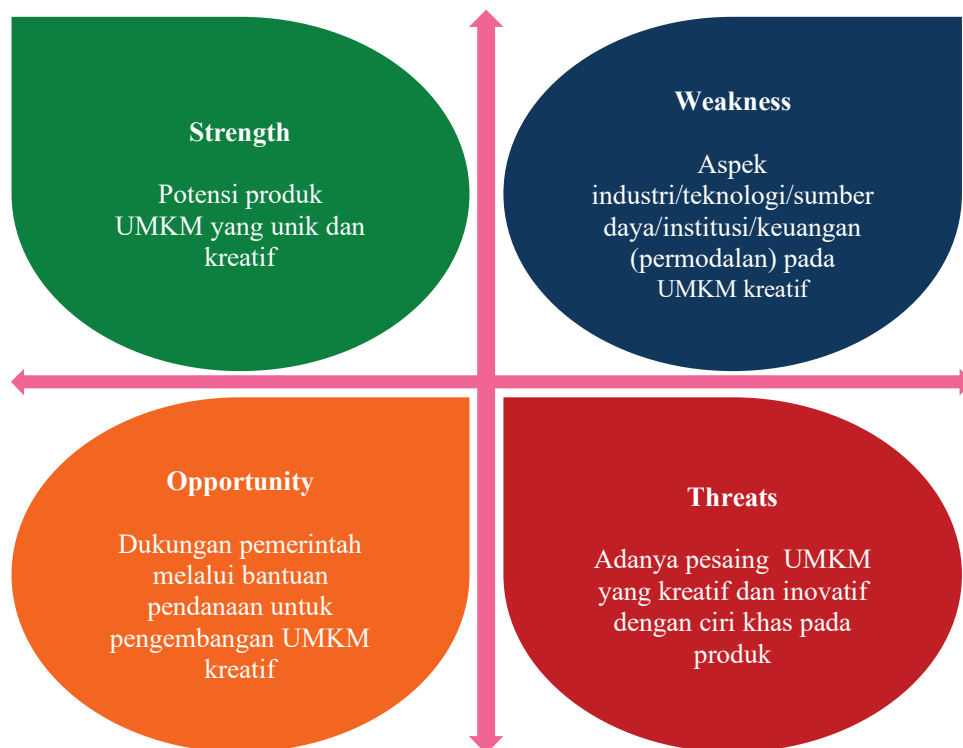 Strength
Potensi produk
UMKM yang unik dan
kreatif
Weakness
Aspek
industri/teknologi/sumber
daya/institusi/keuangan
(permodalan) pada
UMKM kreatif
Opportunity
Dukungan pemerintah
melalui bantuan
pendanaan untuk
pengembangan UMKM
kreatif
Threats
Adanya pesaing  UMKM
yang kreatif dan inovatif
dengan ciri khas pada
produk